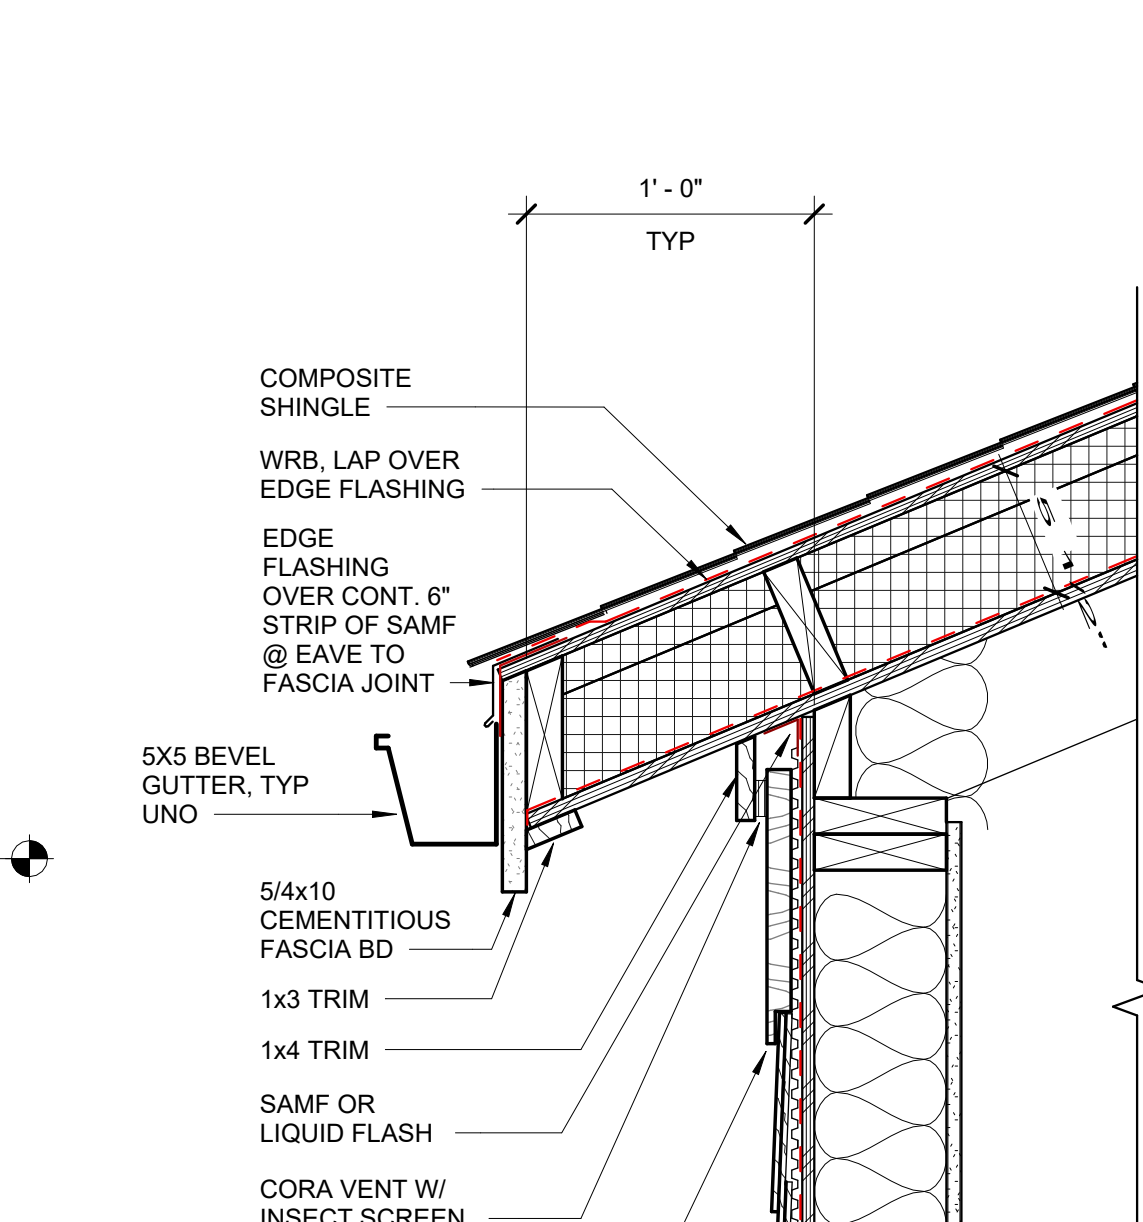 1' - 0"
TYP
COMPOSITE
SHINGLE
WRB, LAP OVER
EDGE FLASHING
EDGE
FLASHING
OVER CONT. 6"
STRIP OF SAMF
@ EAVE TO
FASCIA JOINT
5X5 BEVEL
GUTTER, TYP
UNO
5/4x10
CEMENTITIOUS
FASCIA BD
1x3 TRIM
1x4 TRIM
SAMF OR
LIQUID FLASH
CORA VENT W/
INSECT SCREEN